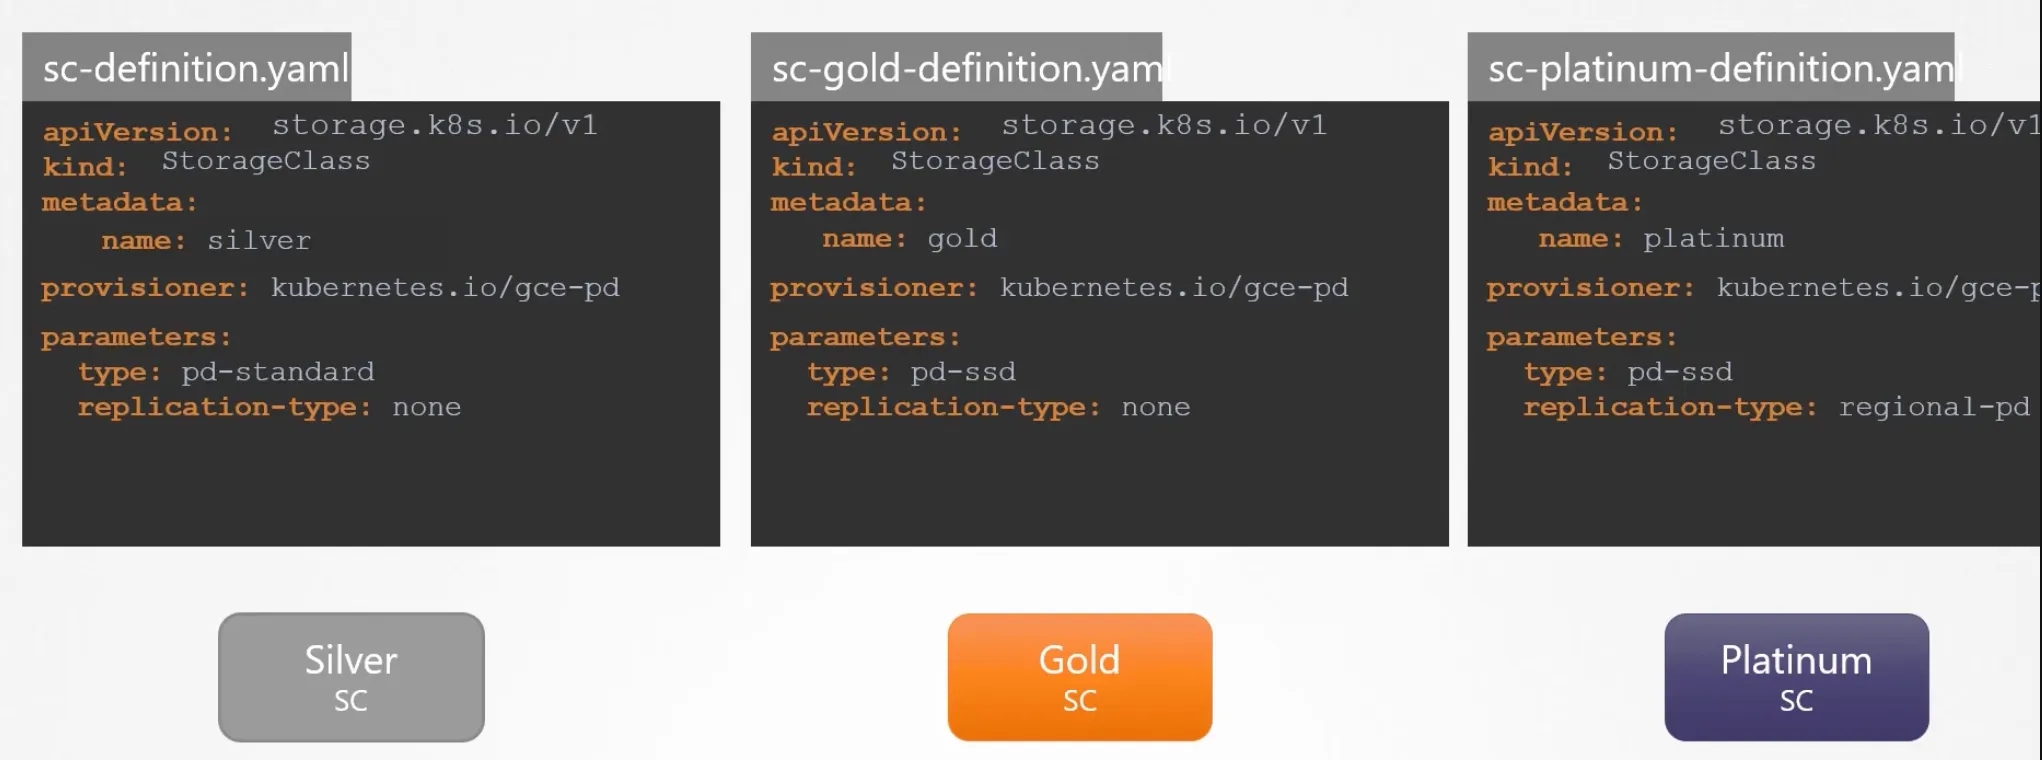 sc-definition.yaml
apiVersion: storage.k8s.io/v1
kind: StorageClass
metadata:
name: silver
provisioner: kubernetes.io/gce-pd
parameters:
type: pd-standard
replication-type: none
Silver
SC
sc-gold-definition.yaml
apiVersion: storage.k8s.io/v1
kind: StorageClass
metadata:
name: gold
provisioner: kubernetes.io/gce-pd
parameters:
type: pd-ssd
replication-type: none
Gold
SC
sc-platinum-definition.yaml
apiVersion: storage.k8s.io/v1
kind: StorageClass
metadata:
name: platinum
provisioner: kubernetes.io/gce-p
parameters:
type: pd-ssd
replication-type: regional-pd
Platinum
SC